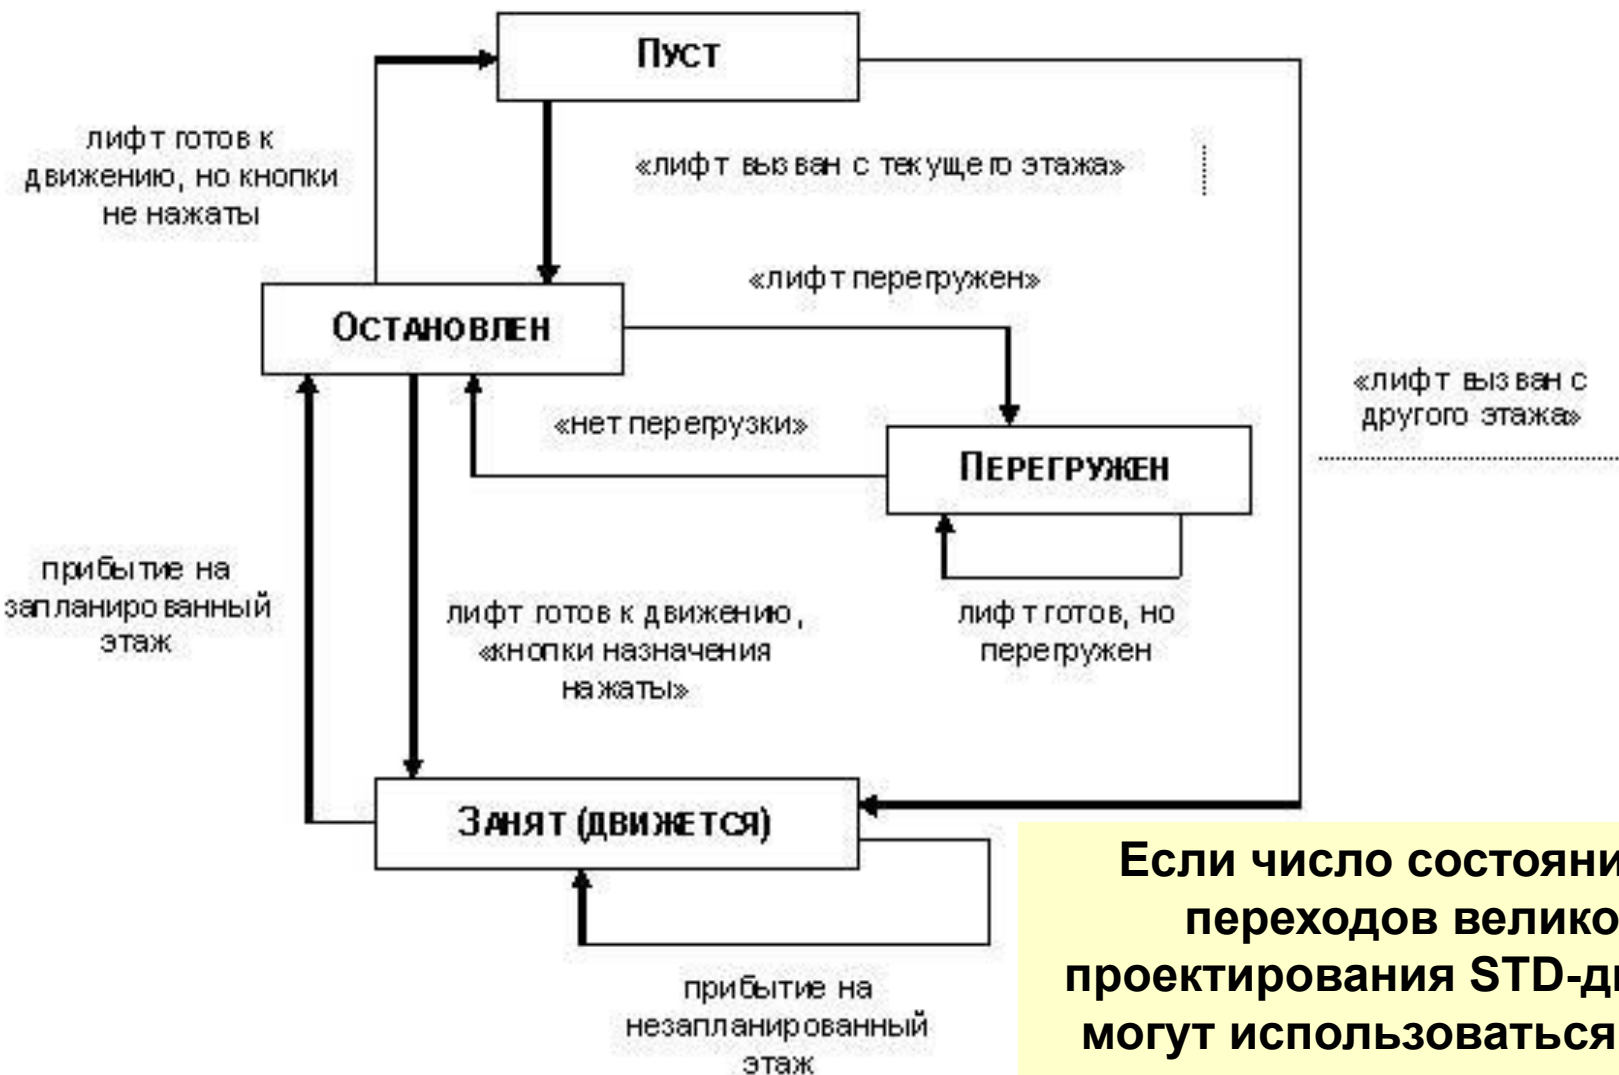 ПУСТ
лифт готов к
движению, но кнопки
не нажаты
«лифт вызван с текущего этажа»
«лифт перегружен»
ОСТАНОВЛЕН
«лифт вызван с
другого этажа»
«нет перегрузки»
ПЕРЕГРУЖЕН
прибытие на
запланированный
этаж
лифт готов к движению,
«кнопки назначения
нажаты»
лифт готов, но
перегружен
ЗАНЯТ (ДВИЖЕТСЯ)
прибытие на
незапланированный
этаж
Если число состояни
переходов велико
проектирования STD-ди
могут использоваться